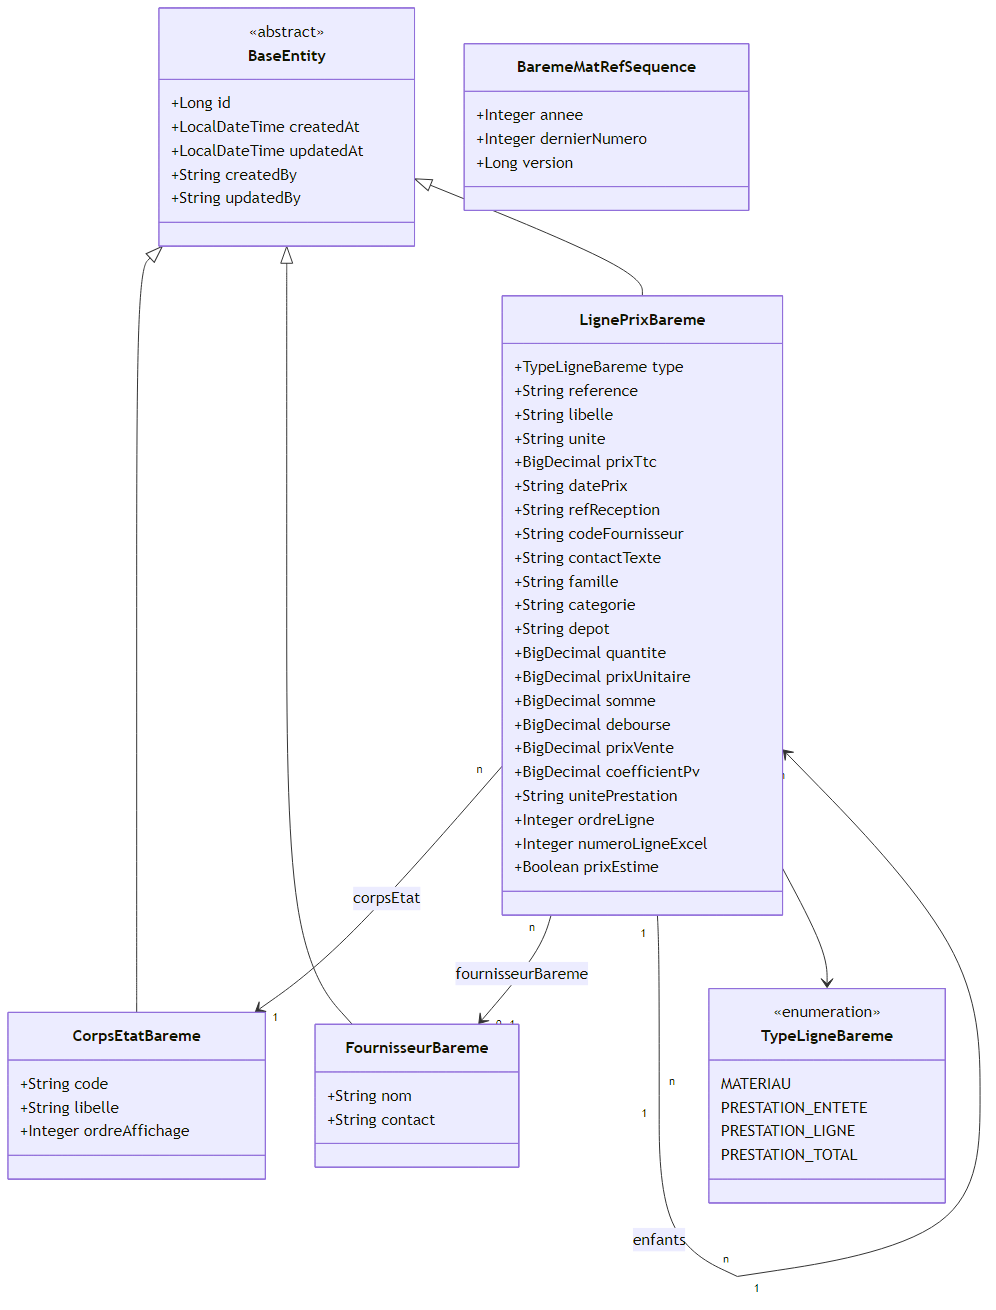 «abstract»
BaseEntity
+Long id
+LocalDateTime createdAt
+LocalDateTime updatedAt
+String createdBy
+String updatedBy
BaremeMatRefSequence
+Integer annee
+Integer dernierNumero
+Long version
LignePrixBareme
+TypeLigneBareme type
+String reference
+String libelle
+String unite
+BigDecimal prixTtc
+String datePrix
+String refReception
+String codeFournisseur
+String contactTexte
+String famille
+String categorie
+String depot
+BigDecimal quantite
+BigDecimal prixUnitaire
+BigDecimal somme
+BigDecimal debourse
+BigDecimal prixVente
+BigDecimal coefficientPv
+String unitePrestation
+Integer ordreLigne
+Integer numeroLigneExcel
+Boolean prixEstime
n
corpsEtat
1
n
fournisseurBareme
1
n
1
enfants
n
1
CorpsEtatBareme
+String code
+String libelle
+Integer ordreAffichage
FournisseurBareme
+String nom
+String contact
«enumeration»
TypeLigneBareme
MATERIAU
PRESTATION_ENTETE
PRESTATION_LIGNE
PRESTATION_TOTAL